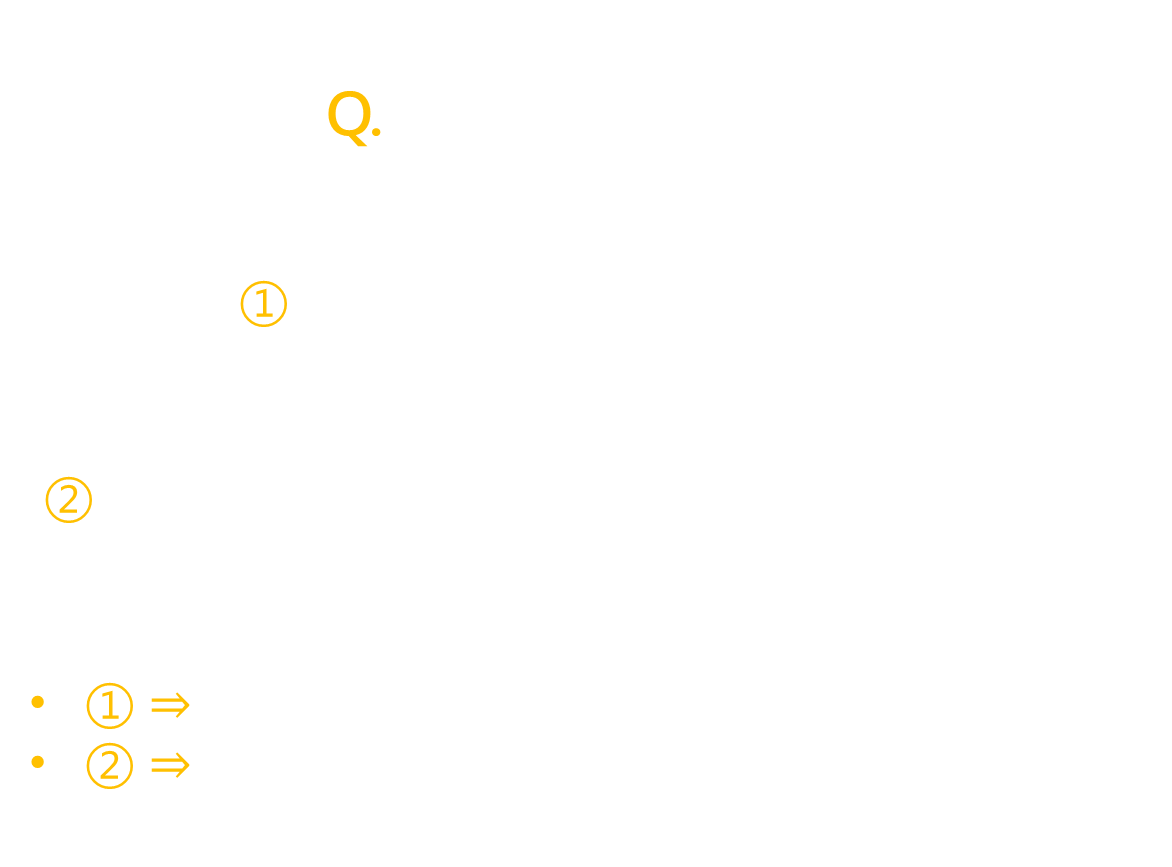 Q.
①
②
• ① ⇒
• ② ⇒